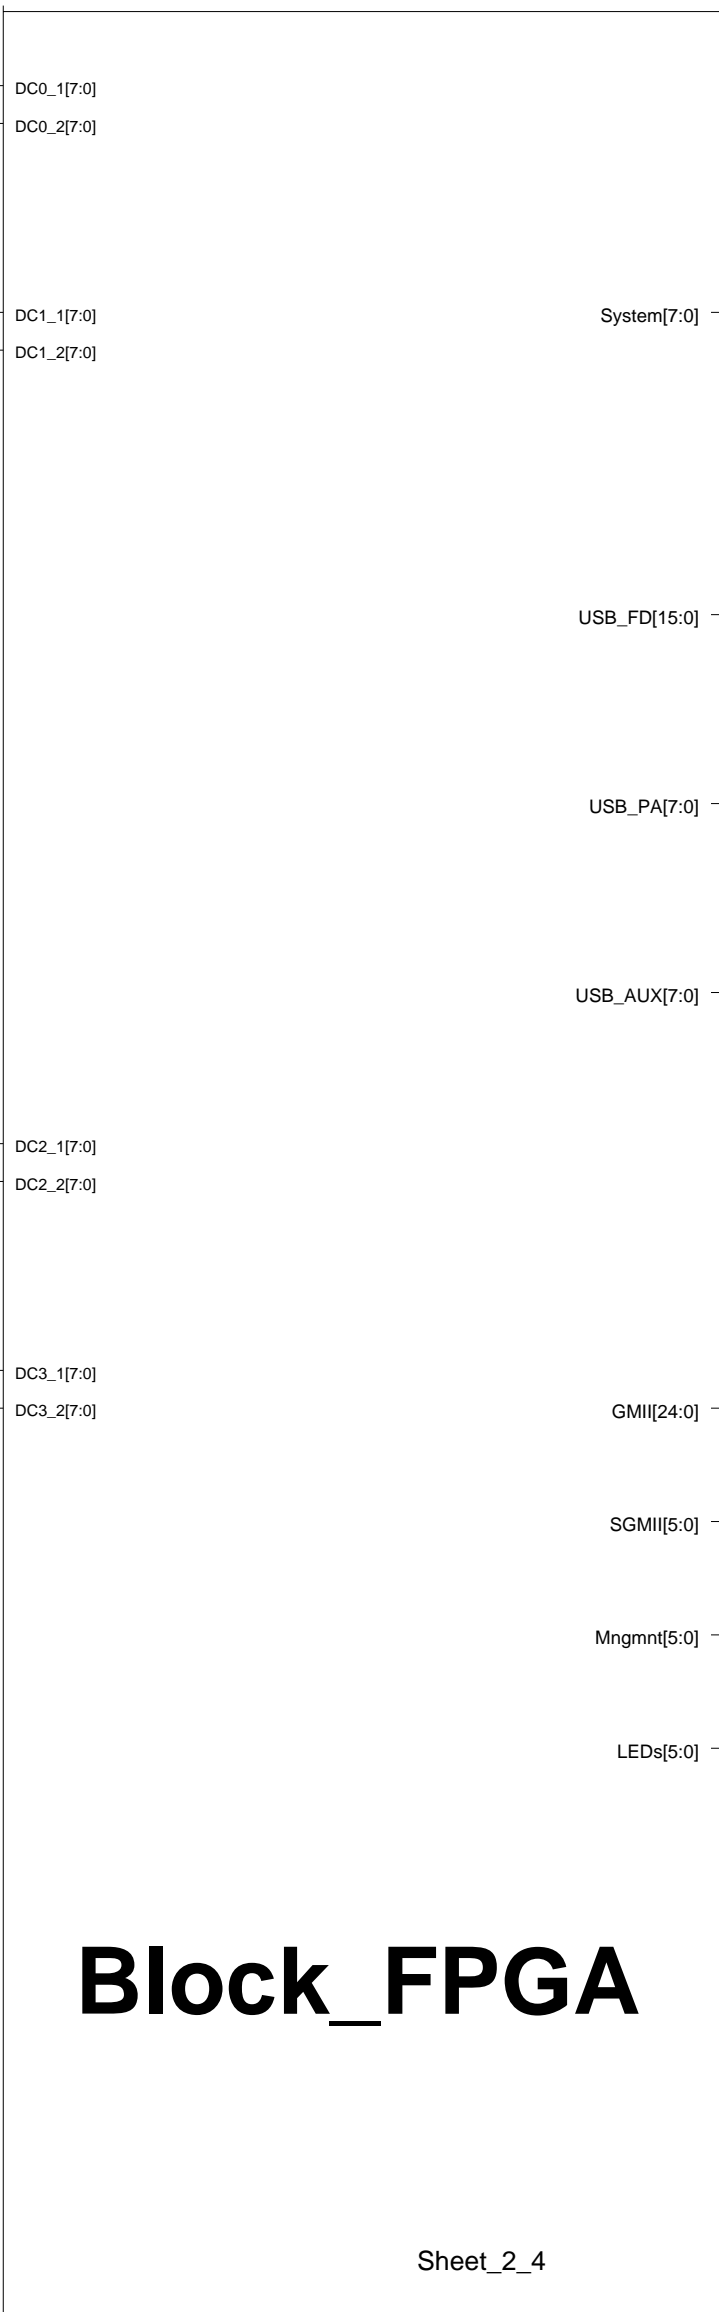 DC0_1[7:0]
DC0_2[7:0]
DC1_1[7:0]
System[7:0]
DC1_2[7:0]
USB_FD[15:0]
USB_PA[7:0]
USB_AUX[7:0]
DC2_1[7:0]
DC2_2[7:0]
DC3_1[7:0]
DC3_2[7:0]
GMII[24:0]
SGMII[5:0]
Mngmnt[5:0]
LEDs[5:0]
Block_FPGA
Sheet_2_4